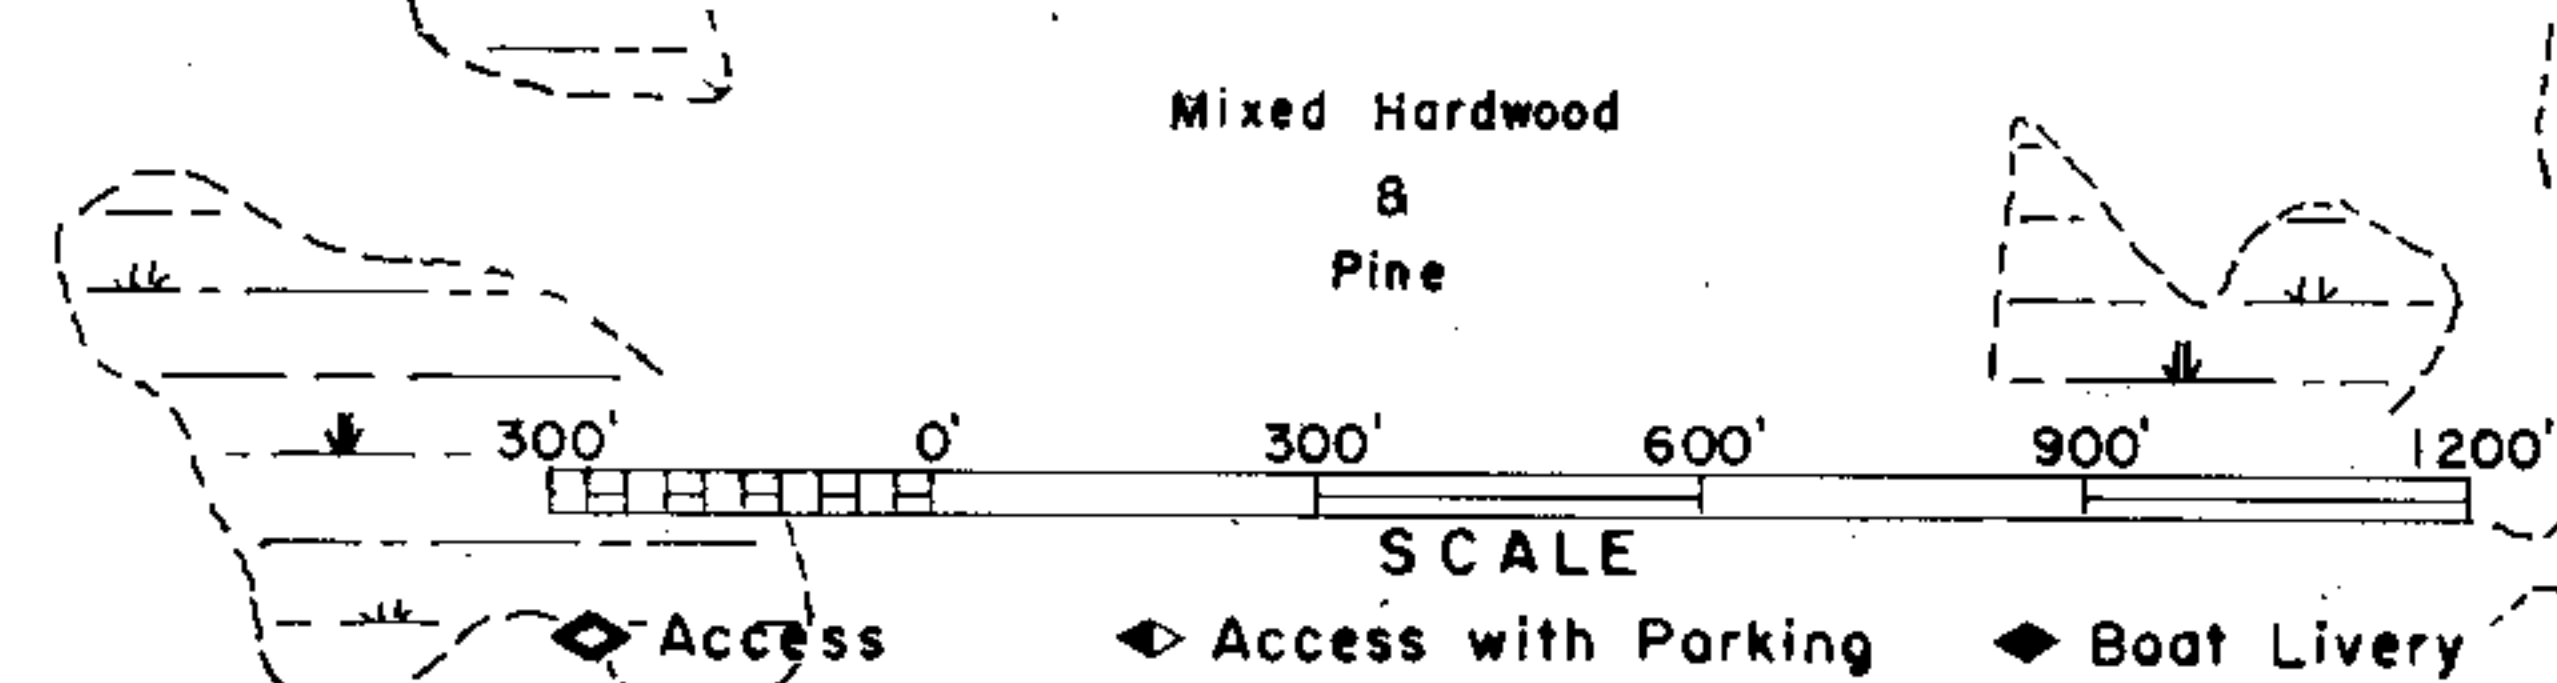 Mixed Hardwood
&
Pine
300' 0' 300' 600' 900' 1200'
SCALE
Access Access with Parking Boat Livery